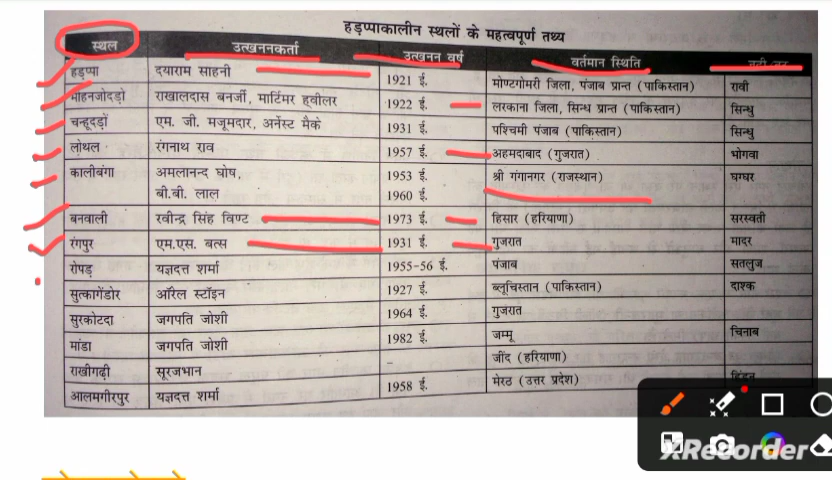 हड़प्पाकालीन स्थलों के महत्वपूर्ण तथ्य
स्थल उत्खननकर्ता उत्खनन वर्ष वर्तमान स्थिति
हड़प्पा दयाराम साहनी 1921 ई. मोण्टगोमरी जिला, पंजाब प्रान्त (पाकिस्तान) रावी
मोहनजोदड़ो राखालदास बनर्जी, मार्टिमर ह्वीलर 1922 ई. लरकाना जिला, सिन्ध प्रान्त (पाकिस्तान) सिन्धु
चन्हूदड़ों एम. जी. मजूमदार, अर्नेस्ट मैके 1931 ई. पश्चिमी पंजाब (पाकिस्तान) सिन्धु
लोथल रंगनाथ राव 1957 ई. अहमदाबाद (गुजरात) भोगवा
कालीबंगा अमलानन्द घोष, 1953 ई. श्री गंगानगर (राजस्थान) घग्घर
बी.बी. लाल 1960 ई.
बनवाली रवीन्द्र सिंह विष्ट 1973 ई. हिसार (हरियाणा) सरस्वती
रंगपुर एम.एस. बत्स 1931 ई. गुजरात मादर
रोपड़ यज्ञदत्त शर्मा 1955-56 ई. पंजाब सतलुज
सुत्कागेंडोर ऑरेल स्टॉइन 1927 ई. ब्लूचिस्तान (पाकिस्तान) दाश्क
सुरकोटदा जगपति जोशी 1964 ई. गुजरात
मांडा जगपति जोशी 1982 ई. जम्मू चिनाब
राखीगढ़ी सूरजभान – जींद (हरियाणा)
आलमगीरपुर यज्ञदत्त शर्मा 1958 ई. मेरठ (उत्तर प्रदेश)
XRecorder